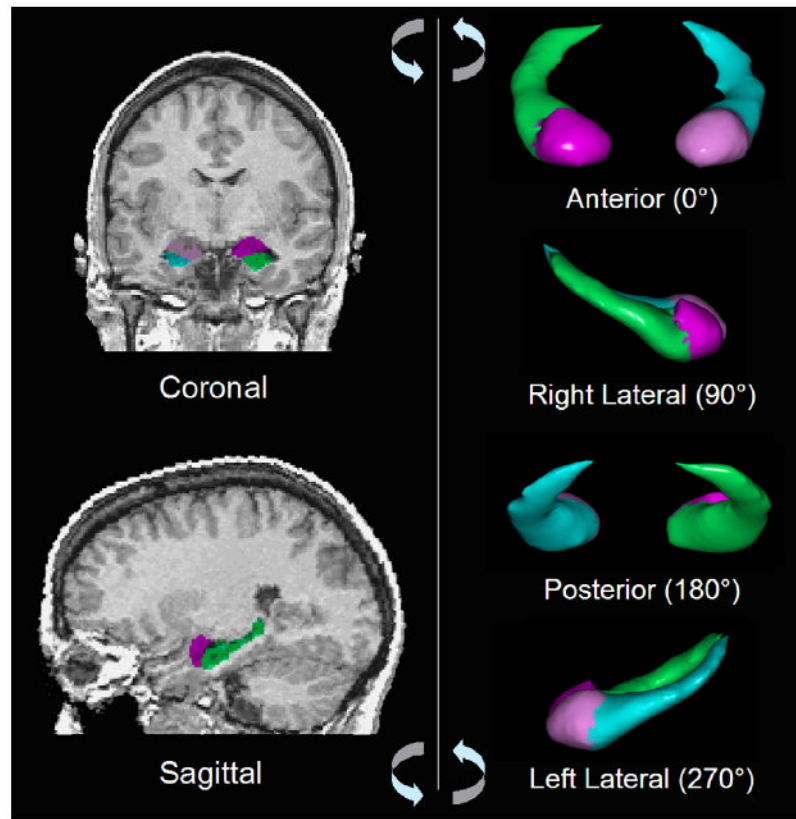 Coronal
Sagittal
Anterior (0°)
Right Lateral (90°)
Posterior (180°)
Left Lateral (270°)